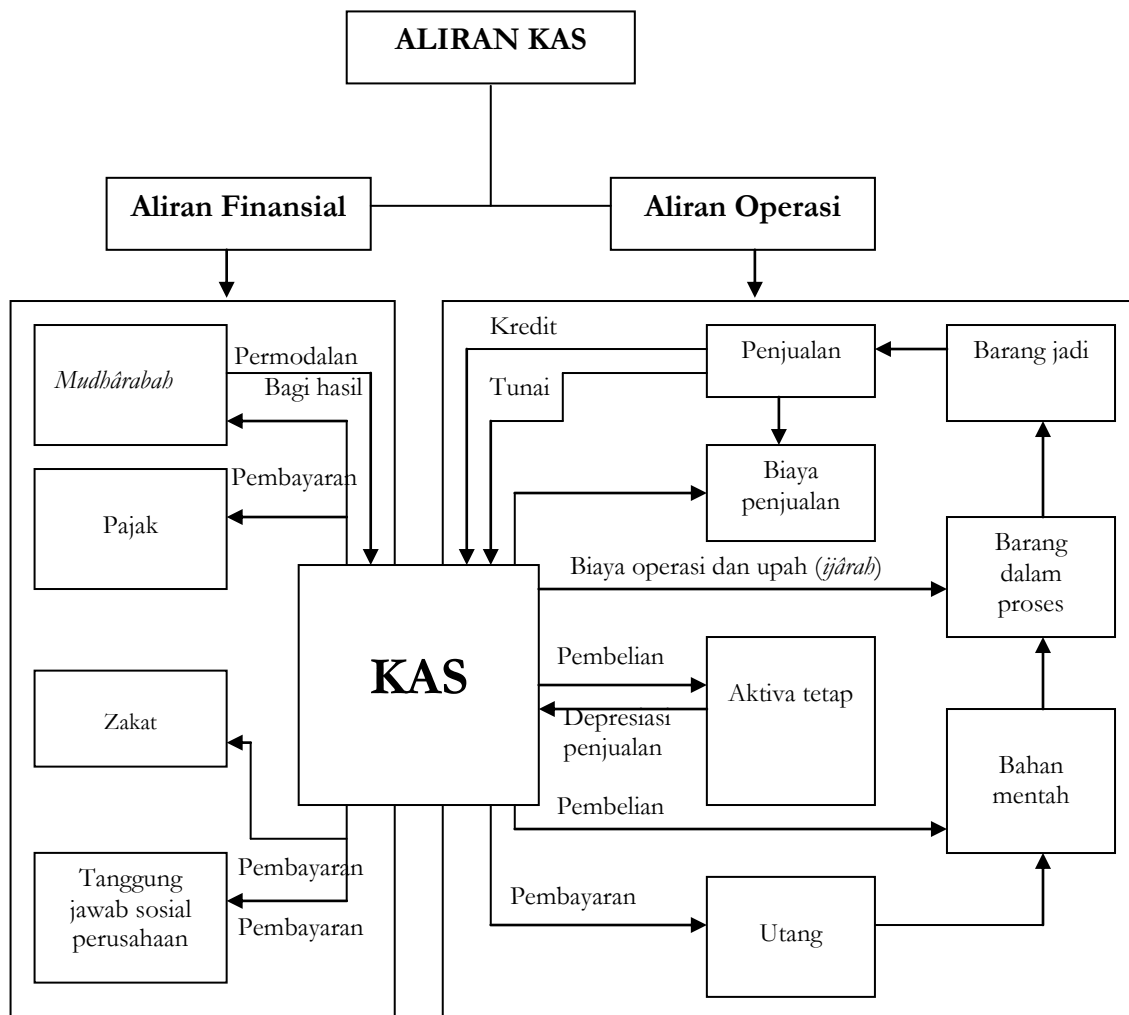 ALIRAN KAS
Aliran Finansial
Aliran Operasi
Mudhârabah
Permodalan
Bagi hasil
Pembayaran
Pajak
Zakat
Tanggung
jawab sosial
perusahaan
Pembayaran
Pembayaran
KAS
Kredit
Tunai
Penjualan
Barang jadi
Biaya
penjualan
Biaya operasi dan upah (ijârah)
Barang
dalam
proses
Pembelian
Depresiasi
penjualan
Aktiva tetap
Pembelian
Bahan
mentah
Pembayaran
Utang